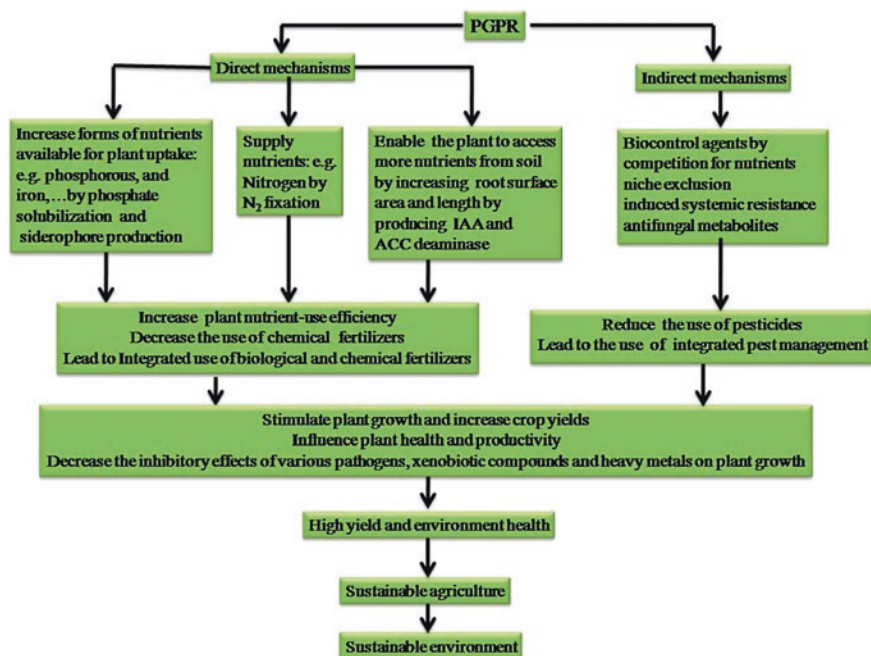 PGPR
Direct mechanisms
Indirect mechanisms
Increase forms of nutrients
available for plant uptake:
e.g. phosphorous, and
iron,...by phosphate
solubilization and
siderophore production
Supply
nutrients: e.g.
Nitrogen by
N₂ fixation
Enable the plant to access
more nutrients from soil
by increasing root surface
area and length by
producing IAA and
ACC deaminase
Biocontrol agents by
competition for nutrients
niche exclusion
induced systemic resistance
antifungal metabolites
Increase plant nutrient-use efficiency
Decrease the use of chemical fertilizers
Lead to Integrated use of biological and chemical fertilizers
Reduce the use of pesticides
Lead to the use of integrated pest management
Stimulate plant growth and increase crop yields
Influence plant health and productivity
Decrease the inhibitory effects of various pathogens, xenobiotic compounds and heavy metals on plant growth
High yield and environment health
Sustainable agriculture
Sustainable environment